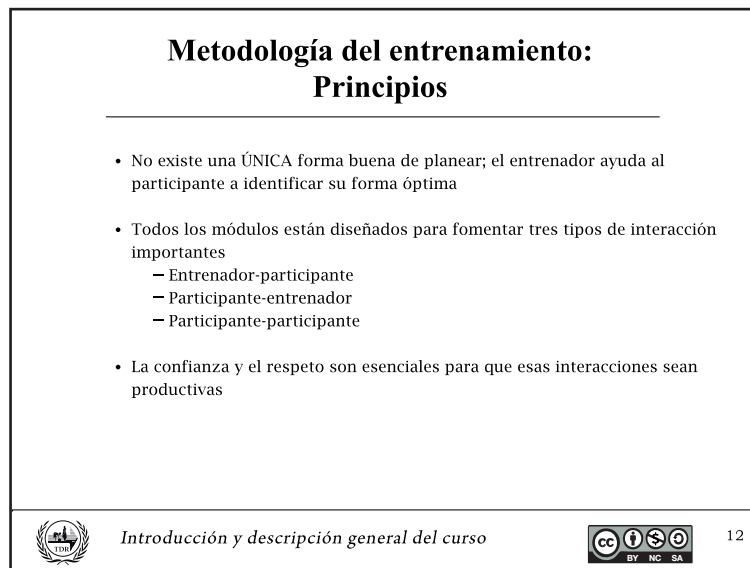 Metodología del entrenamiento:
Principios
• No existe una ÚNICA forma buena de planear; el entrenador ayuda al
participante a identificar su forma óptima
• Todos los módulos están diseñados para fomentar tres tipos de interacción
importantes
– Entrenador-participante
– Participante-entrenador
– Participante-participante
• La confianza y el respeto son esenciales para que esas interacciones sean
productivas
TDR
Introducción y descripción general del curso
cc
BY NC SA
12